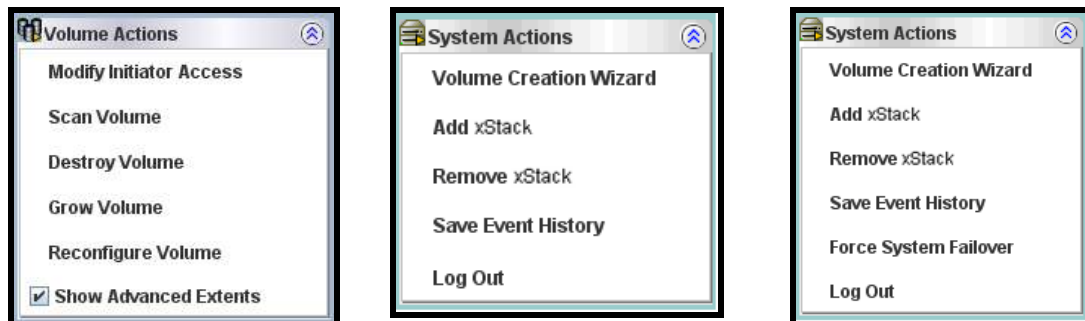 Volume Actions
Modify Initiator Access
Scan Volume
Destroy Volume
Grow Volume
Reconfigure Volume
Show Advanced Extents
System Actions
Volume Creation Wizard
Add xStack
Remove xStack
Save Event History
Log Out
System Actions
Volume Creation Wizard
Add xStack
Remove xStack
Save Event History
Force System Failover
Log Out